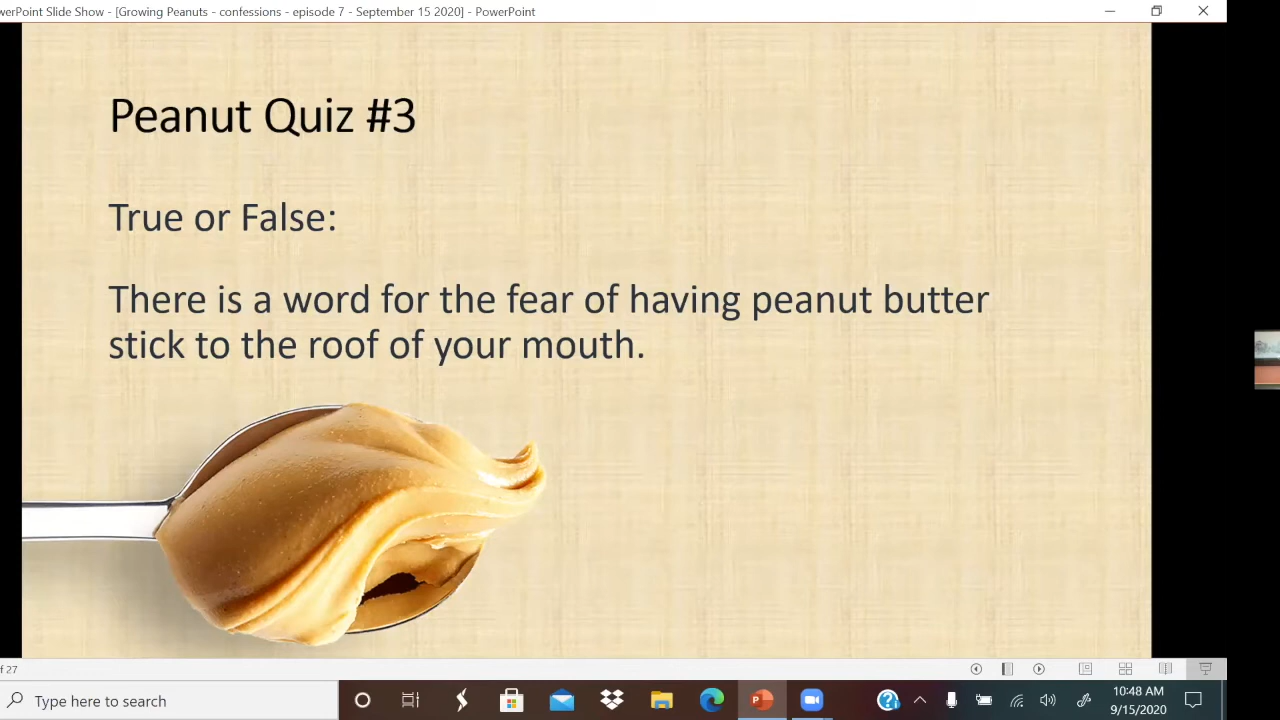 werPoint Slide Show - [Growing Peanuts - confessions - episode 7 - September 15 2020] - PowerPoint
Peanut Quiz #3
True or False:
There is a word for the fear of having peanut butter
stick to the roof of your mouth.
of 27
Type here to search
10:48 AM
9/15/2020